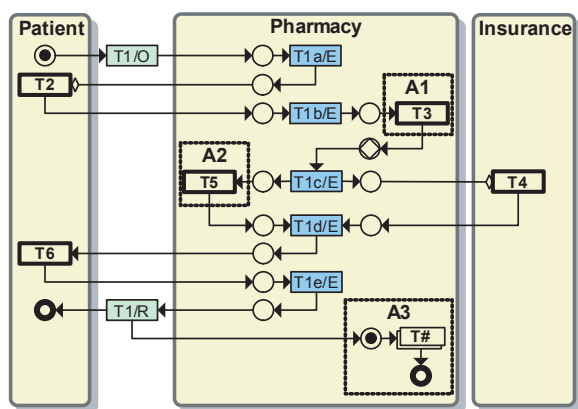 Patient Pharmacy Insurance
T1/O T1a/E
T2 A1
T1b/E T3
A2
T5 T1c/E T4
T1d/E
T6
T1e/E
T1/R A3
T#